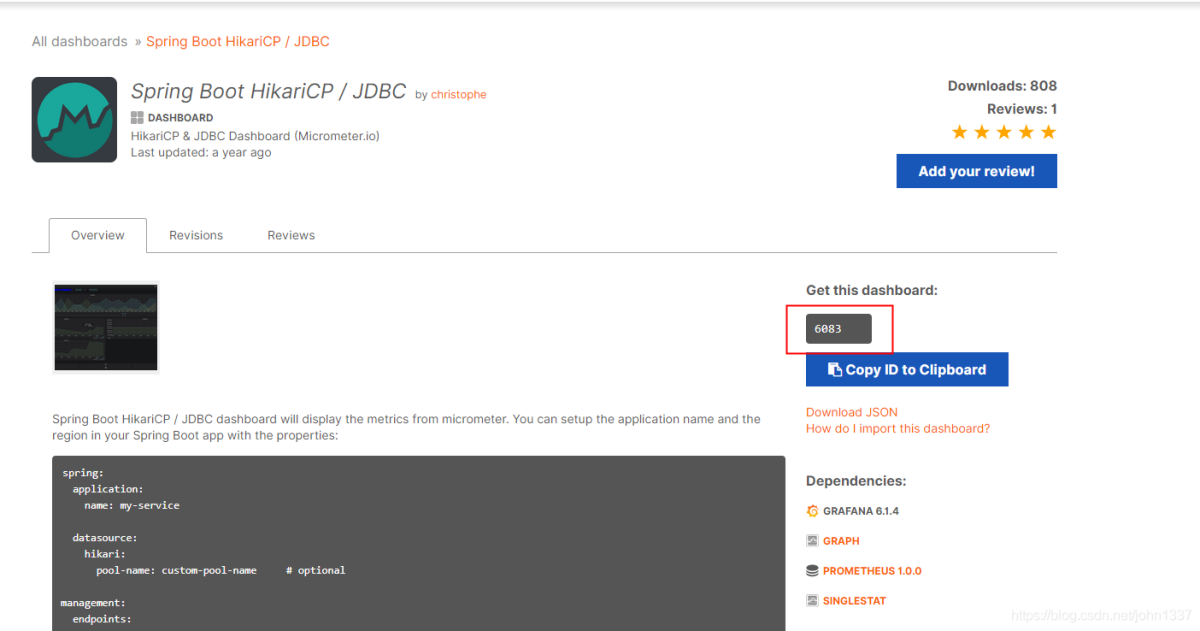 All dashboards » Spring Boot HikariCP / JDBC
Spring Boot HikariCP / JDBC by christophe
DASHBOARD
HikariCP & JDBC Dashboard (Micrometer.io)
Last updated: a year ago
Downloads: 808
Reviews: 1
Add your review!
Overview
Revisions
Reviews
Get this dashboard:
6083
Copy ID to Clipboard
Download JSON
How do I import this dashboard?
Spring Boot HikariCP / JDBC dashboard will display the metrics from micrometer. You can setup the application name and the
region in your Spring Boot app with the properties:
spring:
  application:
    name: my-service
  datasource:
    hikari:
      pool-name: custom-pool-name     # optional
management:
  endpoints:
Dependencies:
GRAFANA 6.1.4
GRAPH
PROMETHEUS 1.0.0
SINGLESTAT
https://blog.csdn.net/john1337